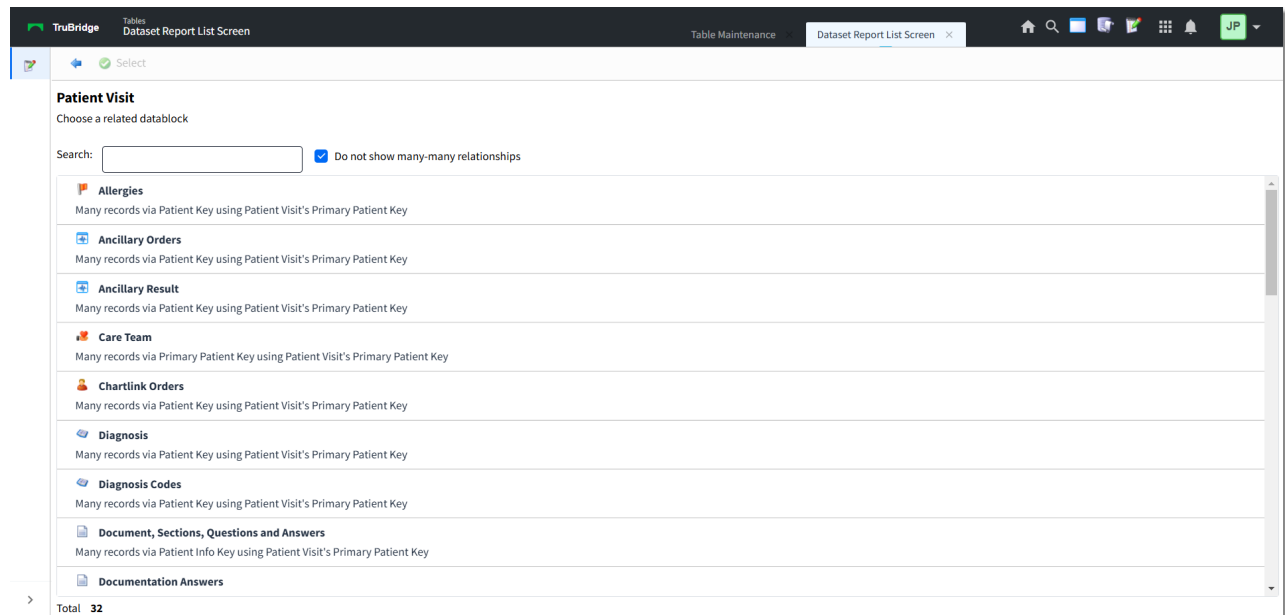 TruBridge
Tables
Dataset Report List Screen
Table Maintenance ×
Dataset Report List Screen ×
JP
Select
Patient Visit
Choose a related datablock
Search:
Do not show many-many relationships
Allergies
Many records via Patient Key using Patient Visit's Primary Patient Key
Ancillary Orders
Many records via Patient Key using Patient Visit's Primary Patient Key
Ancillary Result
Many records via Patient Key using Patient Visit's Primary Patient Key
Care Team
Many records via Primary Patient Key using Patient Visit's Primary Patient Key
Chartlink Orders
Many records via Patient Key using Patient Visit's Primary Patient Key
Diagnosis
Many records via Patient Key using Patient Visit's Primary Patient Key
Diagnosis Codes
Many records via Patient Key using Patient Visit's Primary Patient Key
Document, Sections, Questions and Answers
Many records via Patient Info Key using Patient Visit's Primary Patient Key
Documentation Answers
Total 32